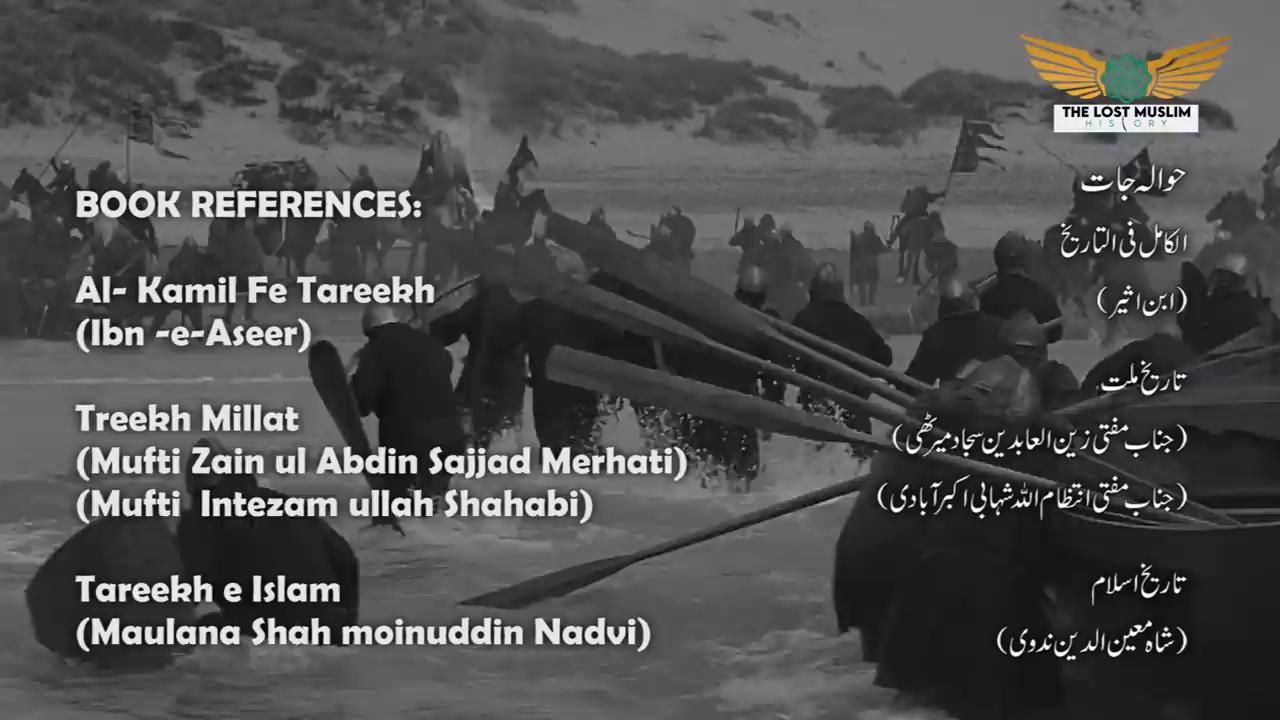 THE LOST MUSLIM
HISTORY
BOOK REFERENCES:
Al- Kamil Fe Tareekh
(Ibn -e-Aseer)
Treekh Millat
(Mufti Zain ul Abdin Sajjad Merhati)
(Mufti  Intezam ullah Shahabi)
Tareekh e Islam
(Maulana Shah moinuddin Nadvi)
حوالہ جات
الکامل فی التاریخ
(ابن اثیر)
تاریخ ملت
(جناب مفتی زین العابدین سجاد میرٹھی)
(جناب مفتی انتظام اللہ شہابی اکبر آبادی)
تاریخ اسلام
(شاہ معین الدین ندوی)